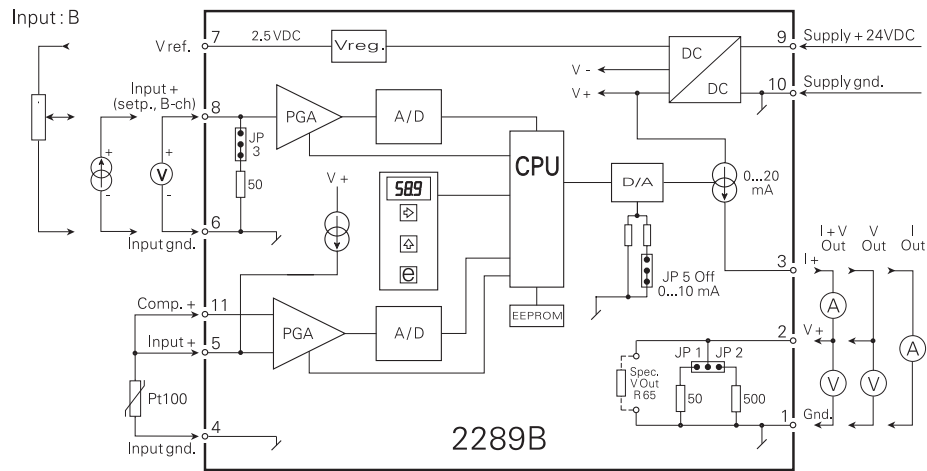 Input : B
V ref.
7
2.5 VDC
Vreg.
DC
DC
9
Supply + 24VDC
V -
V+
10
Supply gnd.
Input +
(setp., B-ch)
8
PGA
A/D
JP
3
50
+
-
+
V
-
CPU
58.9
e
V +
D/A
0...20
mA
6
Input gnd.
JP 5 Off
0...10 mA
3
I+
I + V
Out
V
Out
I
Out
Comp. +
11
Input +
5
PGA
A/D
EEPROM
A
A
2
V+
JP 1
JP 2
Spec.
V Out
R 65
50
500
V
V
Pt100
4
Input gnd.
1
Gnd.
2289B